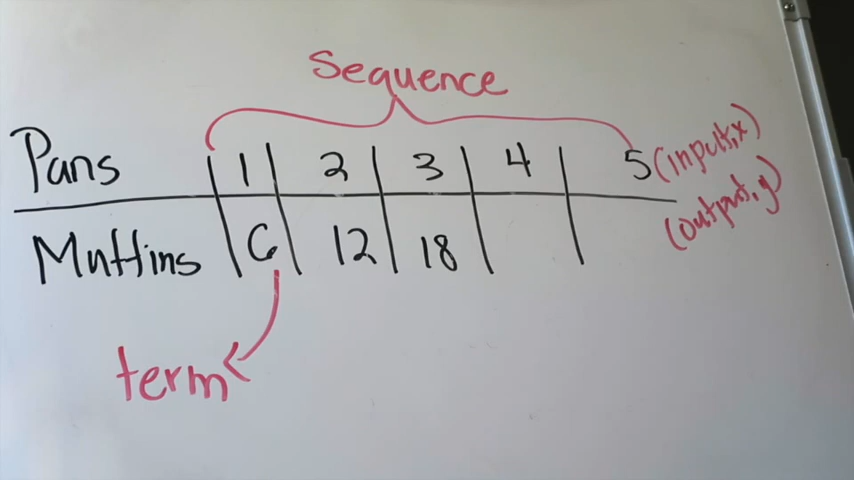 Sequence
Pans 1 2 3 4 5 (input, x)
Muffins 6 12 18 (output, y)
term